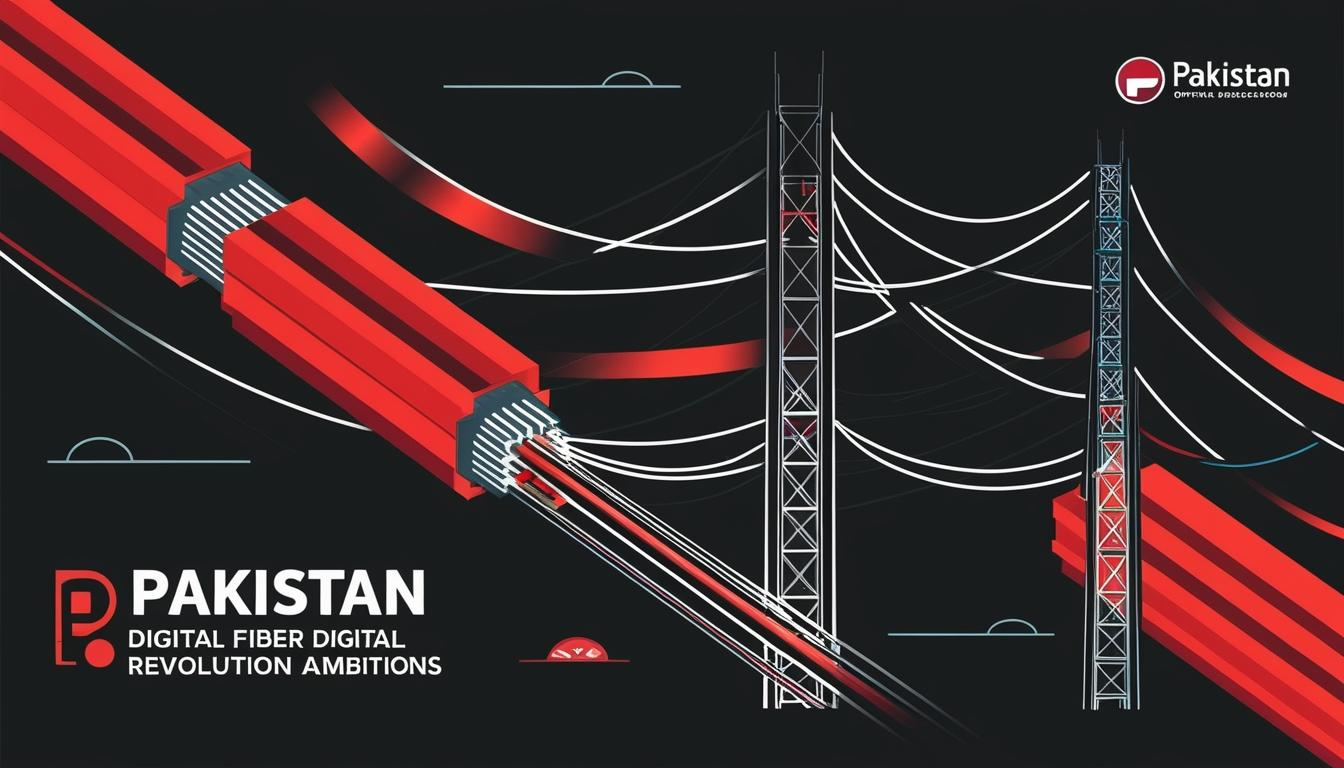 Pakistan
PAKISTAN
DIGITAL FIBER DIGITAL
REVOLUTION AMBITIONS